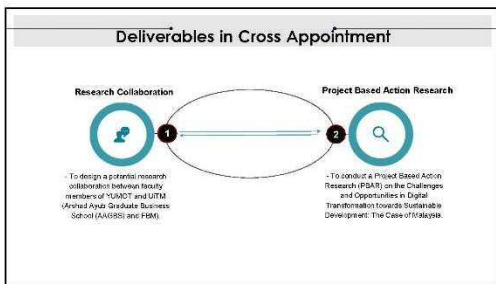 Deliverables in Cross Appointment
Research Collaboration
1
- To design a potential research
collaboration between faculty
members of YUMCT and UiTM
(Arshad Ayub Graduate Business
School (AAGBS) and FBM).
Project Based Action Research
2
- To conduct a Project Based Action
Research (PBAR) on the Challenges
and Opportunities in Digital
Transformation towards Sustainable
Development: The Case of Malaysia.